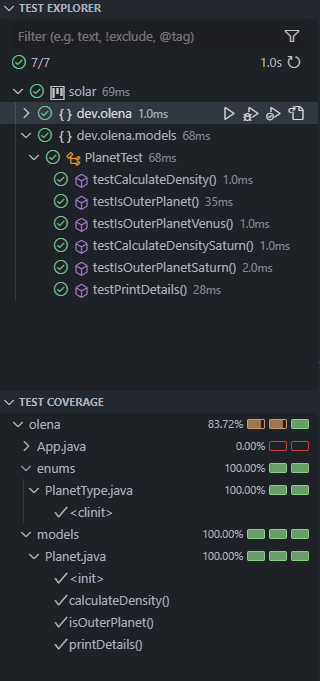 TEST EXPLORER
Filter (e.g. text, !exclude, @tag)
7/7 1.0s
solar 69ms
{ } dev.olena 1.0ms
{ } dev.olena.models 68ms
PlanetTest 68ms
testCalculateDensity() 1.0ms
testIsOuterPlanet() 35ms
testIsOuterPlanetVenus() 1.0ms
testCalculateDensitySaturn() 1.0ms
testIsOuterPlanetSaturn() 2.0ms
testPrintDetails() 28ms
TEST COVERAGE
olena 83.72%
App.java 0.00%
enums 100.00%
PlanetType.java 100.00%
<clinit>
models 100.00%
Planet.java 100.00%
<init>
calculateDensity()
isOuterPlanet()
printDetails()